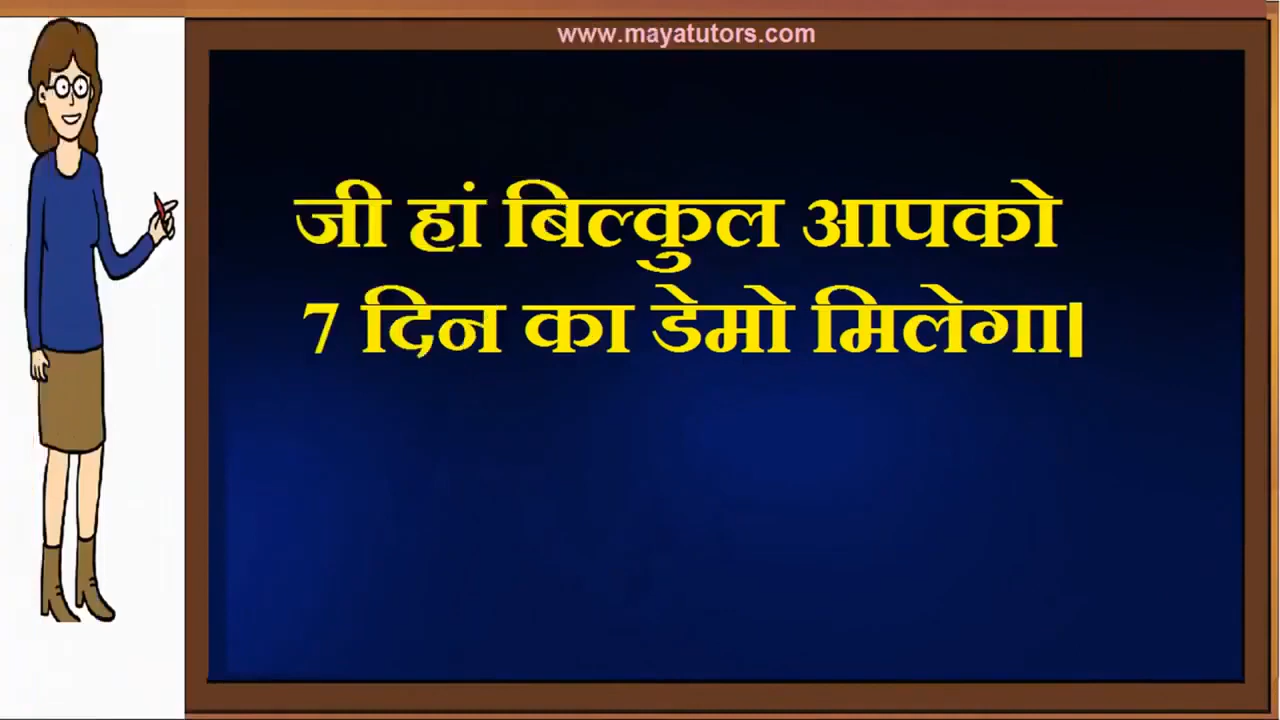 www.mayatutors.com
जी हां बिल्कुल आपको
7 दिन का डेमो मिलेगा।